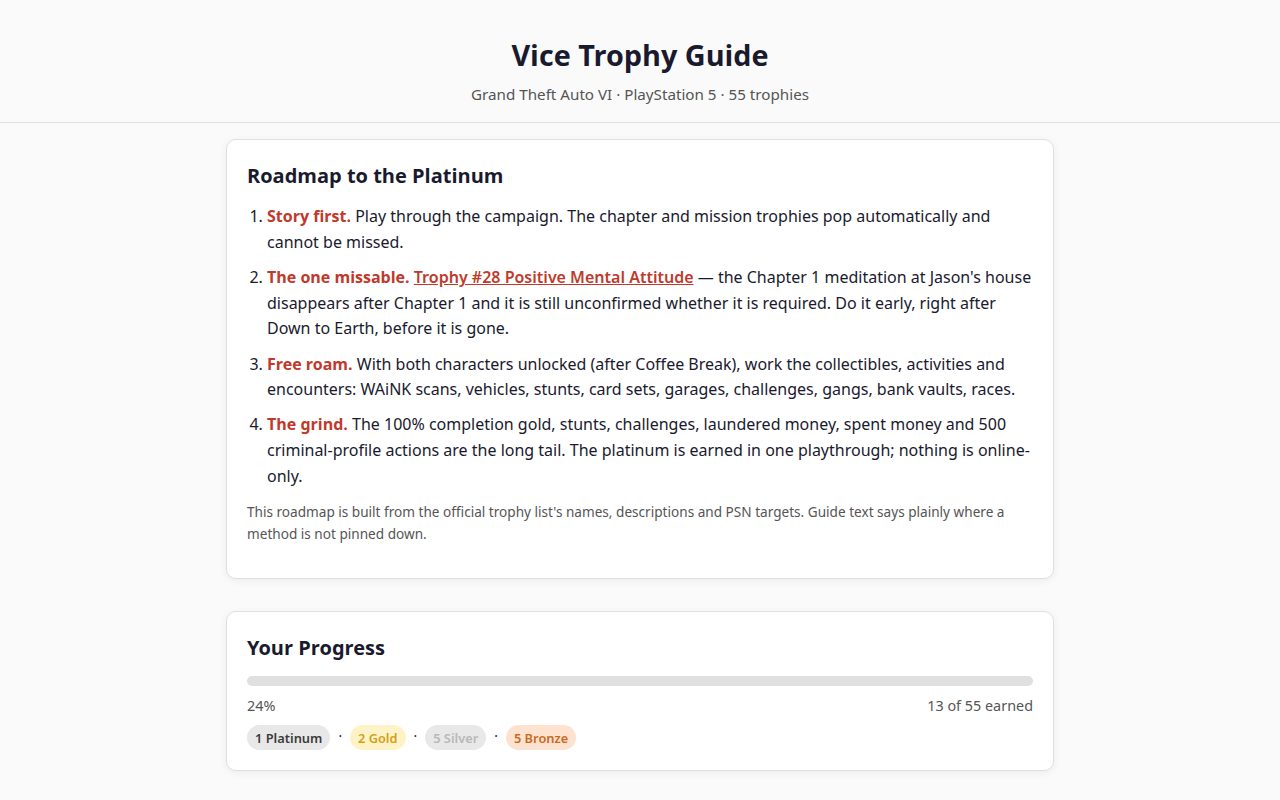 Vice Trophy Guide
Grand Theft Auto VI · PlayStation 5 · 55 trophies
Roadmap to the Platinum
1. Story first. Play through the campaign. The chapter and mission trophies pop automatically and
cannot be missed.
2. The one missable. Trophy #28 Positive Mental Attitude — the Chapter 1 meditation at Jason's house
disappears after Chapter 1 and it is still unconfirmed whether it is required. Do it early, right after
Down to Earth, before it is gone.
3. Free roam. With both characters unlocked (after Coffee Break), work the collectibles, activities and
encounters: WAiNK scans, vehicles, stunts, card sets, garages, challenges, gangs, bank vaults, races.
4. The grind. The 100% completion gold, stunts, challenges, laundered money, spent money and 500
criminal-profile actions are the long tail. The platinum is earned in one playthrough; nothing is online-
only.
This roadmap is built from the official trophy list's names, descriptions and PSN targets. Guide text says plainly where a
method is not pinned down.
Your Progress
24% 13 of 55 earned
1 Platinum · 2 Gold · 5 Silver · 5 Bronze